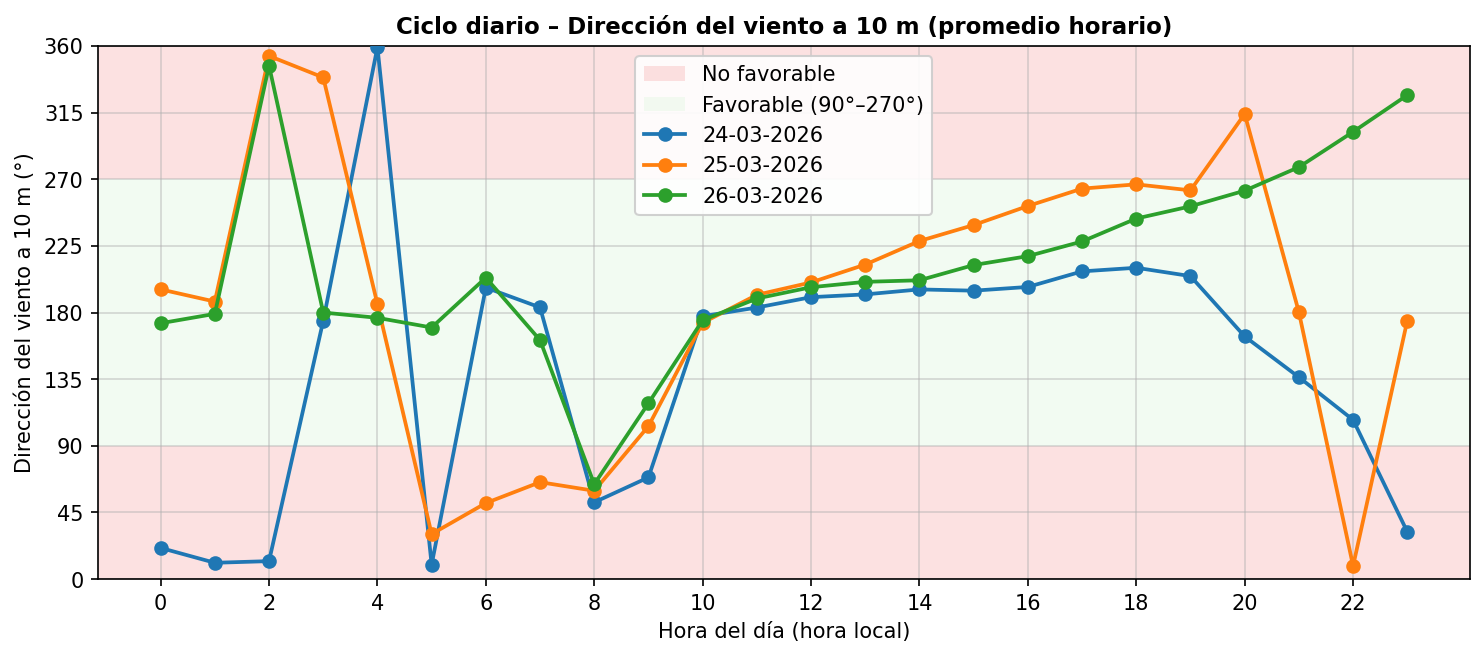 Ciclo diario – Dirección del viento a 10 m (promedio horario)
Dirección del viento a 10 m (°)
360
315
270
225
180
135
90
45
0
No favorable
Favorable (90°–270°)
24-03-2026
25-03-2026
26-03-2026
0 2 4 6 8 10 12 14 16 18 20 22
Hora del día (hora local)